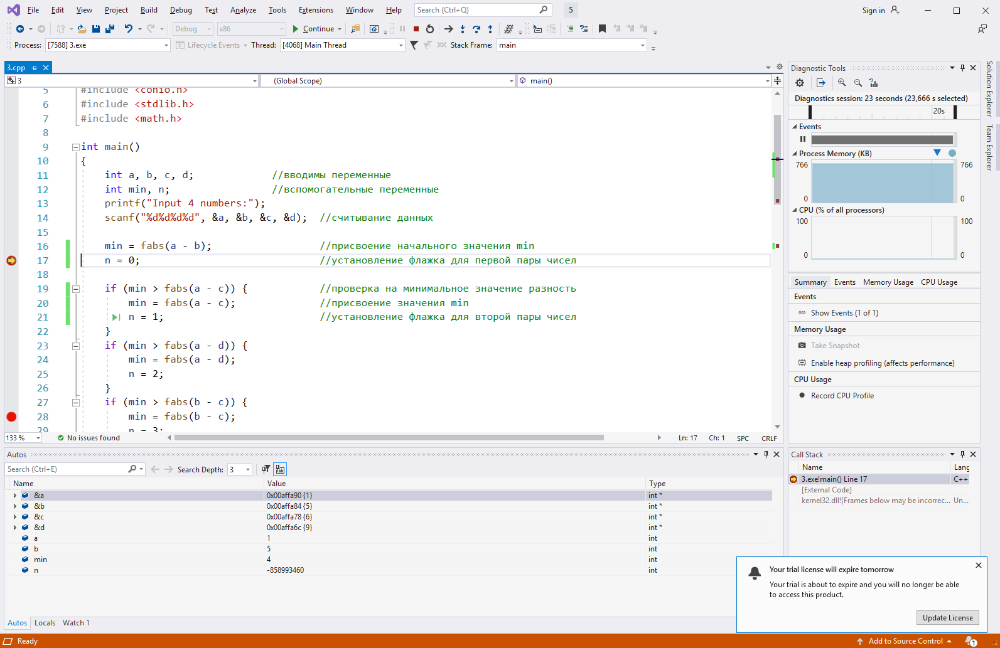 File Edit View Project Build Debug Test Analyze Tools Extensions Window Help Search (Ctrl+Q) 5 Sign in
Debug x86 Continue
Process: [7588] 3.exe Lifecycle Events Thread: [4068] Main Thread Stack Frame: main
3.cpp
3 (Global Scope) main()
5 #include <conio.h>
6 #include <stdlib.h>
7 #include <math.h>
8
9 int main()
10 {
11 int a, b, c, d; //вводимы переменные
12 int min, n; //вспомогательные переменные
13 printf("Input 4 numbers:");
14 scanf("%d%d%d%d", &a, &b, &c, &d); //считывание данных
15
16 min = fabs(a - b); //присвоение начального значения min
17 n = 0; //установление флажка для первой пары чисел
18
19 if (min > fabs(a - c)) { //проверка на минимальное значение разность
20 min = fabs(a - c); //присвоение значения min
21 n = 1; //установление флажка для второй пары чисел
22 }
23 if (min > fabs(a - d)) {
24 min = fabs(a - d);
25 n = 2;
26 }
27 if (min > fabs(b - c)) {
28 min = fabs(b - c);
29 n = 3;
133 % No issues found Ln: 17 Ch: 1 SPC CRLF
Diagnostic Tools
Diagnostics session: 23 seconds (23,666 s selected)
20s
Events
Process Memory (KB)
766 766
0 0
CPU (% of all processors)
100 100
0 0
Summary Events Memory Usage CPU Usage
Events
Show Events (1 of 1)
Memory Usage
Take Snapshot
Enable heap profiling (affects performance)
CPU Usage
Record CPU Profile
Solution Explorer
Team Explorer
Autos
Search (Ctrl+E) Search Depth: 3
Name Value Type
&a 0x00affa90 {1} int *
&b 0x00affa84 {5} int *
&c 0x00affa78 {6} int *
&d 0x00affa6c {9} int *
a 1 int
b 5 int
min 4 int
n -858993460 int
Autos Locals Watch 1
Call Stack
Name Lang
3.exe!main() Line 17 C++
[External Code]
kernel32.dll![Frames below may be incorrec... Un...
Your trial license will expire tomorrow
Your trial is about to expire and you will no longer be able
to access this product.
Update License
Ready Add to Source Control 1